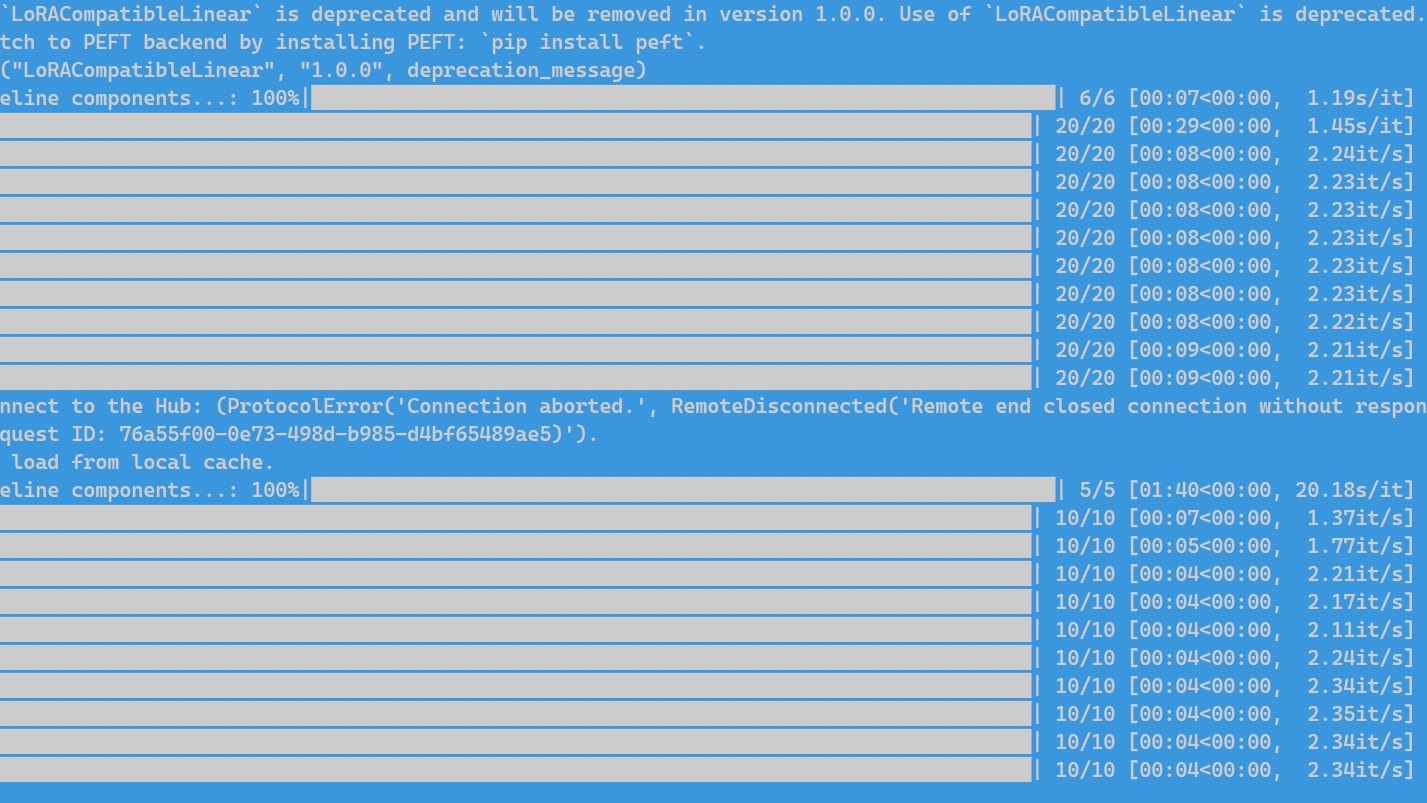 `LoRACompatibleLinear` is deprecated and will be removed in version 1.0.0. Use of `LoRACompatibleLinear` is deprecated.
tch to PEFT backend by installing PEFT: `pip install peft`.
("LoRACompatibleLinear", "1.0.0", deprecation_message)
eline components...: 100%| | 6/6 [00:07<00:00, 1.19s/it]
| 20/20 [00:29<00:00, 1.45s/it]
| 20/20 [00:08<00:00, 2.24it/s]
| 20/20 [00:08<00:00, 2.23it/s]
| 20/20 [00:08<00:00, 2.23it/s]
| 20/20 [00:08<00:00, 2.23it/s]
| 20/20 [00:08<00:00, 2.23it/s]
| 20/20 [00:08<00:00, 2.23it/s]
| 20/20 [00:08<00:00, 2.22it/s]
| 20/20 [00:09<00:00, 2.21it/s]
| 20/20 [00:09<00:00, 2.21it/s]
nnect to the Hub: (ProtocolError('Connection aborted.', RemoteDisconnected('Remote end closed connection without respon
quest ID: 76a55f00-0e73-498d-b985-d4bf65489ae5)').
load from local cache.
eline components...: 100%| | 5/5 [01:40<00:00, 20.18s/it]
| 10/10 [00:07<00:00, 1.37it/s]
| 10/10 [00:05<00:00, 1.77it/s]
| 10/10 [00:04<00:00, 2.21it/s]
| 10/10 [00:04<00:00, 2.17it/s]
| 10/10 [00:04<00:00, 2.11it/s]
| 10/10 [00:04<00:00, 2.24it/s]
| 10/10 [00:04<00:00, 2.34it/s]
| 10/10 [00:04<00:00, 2.35it/s]
| 10/10 [00:04<00:00, 2.34it/s]
| 10/10 [00:04<00:00, 2.34it/s]